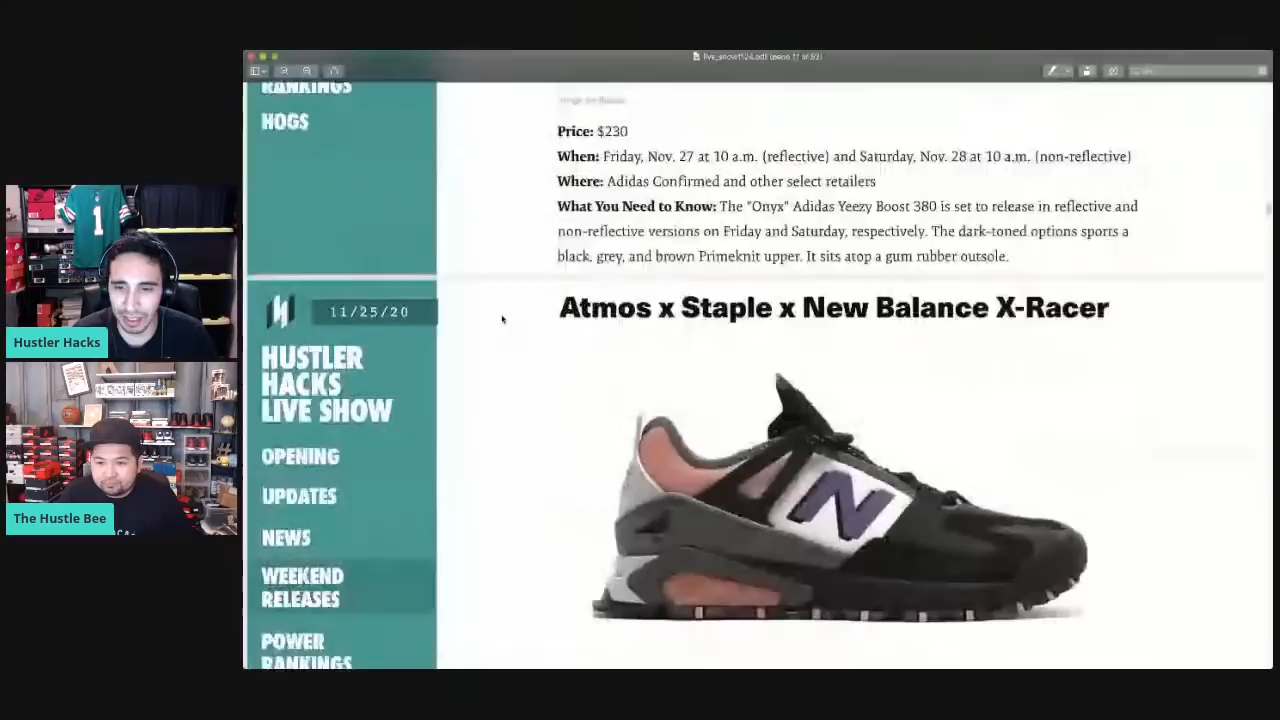 RANKINGS
HOGS
Price: $230
When: Friday, Nov. 27 at 10 a.m. (reflective) and Saturday, Nov. 28 at 10 a.m. (non-reflective)
Where: Adidas Confirmed and other select retailers
What You Need to Know: The "Onyx" Adidas Yeezy Boost 380 is set to release in reflective and
non-reflective versions on Friday and Saturday, respectively. The dark-toned options sports a
black, grey, and brown Primeknit upper. It sits atop a gum rubber outsole.
11/25/20
Atmos x Staple x New Balance X-Racer
HUSTLER
HACKS
LIVE SHOW
OPENING
UPDATES
NEWS
WEEKEND
RELEASES
POWER
RANKINGS
N
1
Hustler Hacks
The Hustle Bee